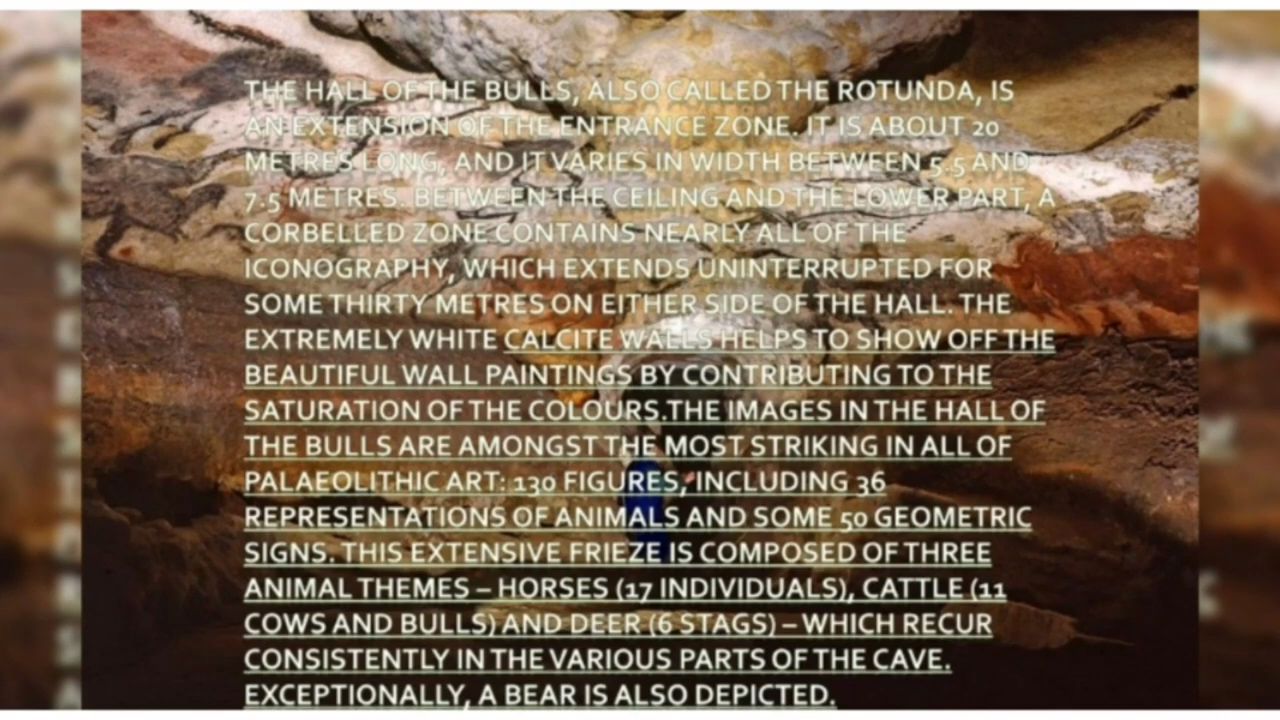 THE HALL OF THE BULLS, ALSO CALLED THE ROTUNDA, IS
AN EXTENSION OF THE ENTRANCE ZONE. IT IS ABOUT 20
METRES LONG, AND IT VARIES IN WIDTH BETWEEN 5.5 AND
7.5 METRES. BETWEEN THE CEILING AND THE LOWER PART, A
CORBELLED ZONE CONTAINS NEARLY ALL OF THE
ICONOGRAPHY, WHICH EXTENDS UNINTERRUPTED FOR
SOME THIRTY METRES ON EITHER SIDE OF THE HALL. THE
EXTREMELY WHITE CALCITE WALLS HELPS TO SHOW OFF THE
BEAUTIFUL WALL PAINTINGS BY CONTRIBUTING TO THE
SATURATION OF THE COLOURS.THE IMAGES IN THE HALL OF
THE BULLS ARE AMONGST THE MOST STRIKING IN ALL OF
PALAEOLITHIC ART: 130 FIGURES, INCLUDING 36
REPRESENTATIONS OF ANIMALS AND SOME 50 GEOMETRIC
SIGNS. THIS EXTENSIVE FRIEZE IS COMPOSED OF THREE
ANIMAL THEMES – HORSES (17 INDIVIDUALS), CATTLE (11
COWS AND BULLS) AND DEER (6 STAGS) – WHICH RECUR
CONSISTENTLY IN THE VARIOUS PARTS OF THE CAVE.
EXCEPTIONALLY, A BEAR IS ALSO DEPICTED.